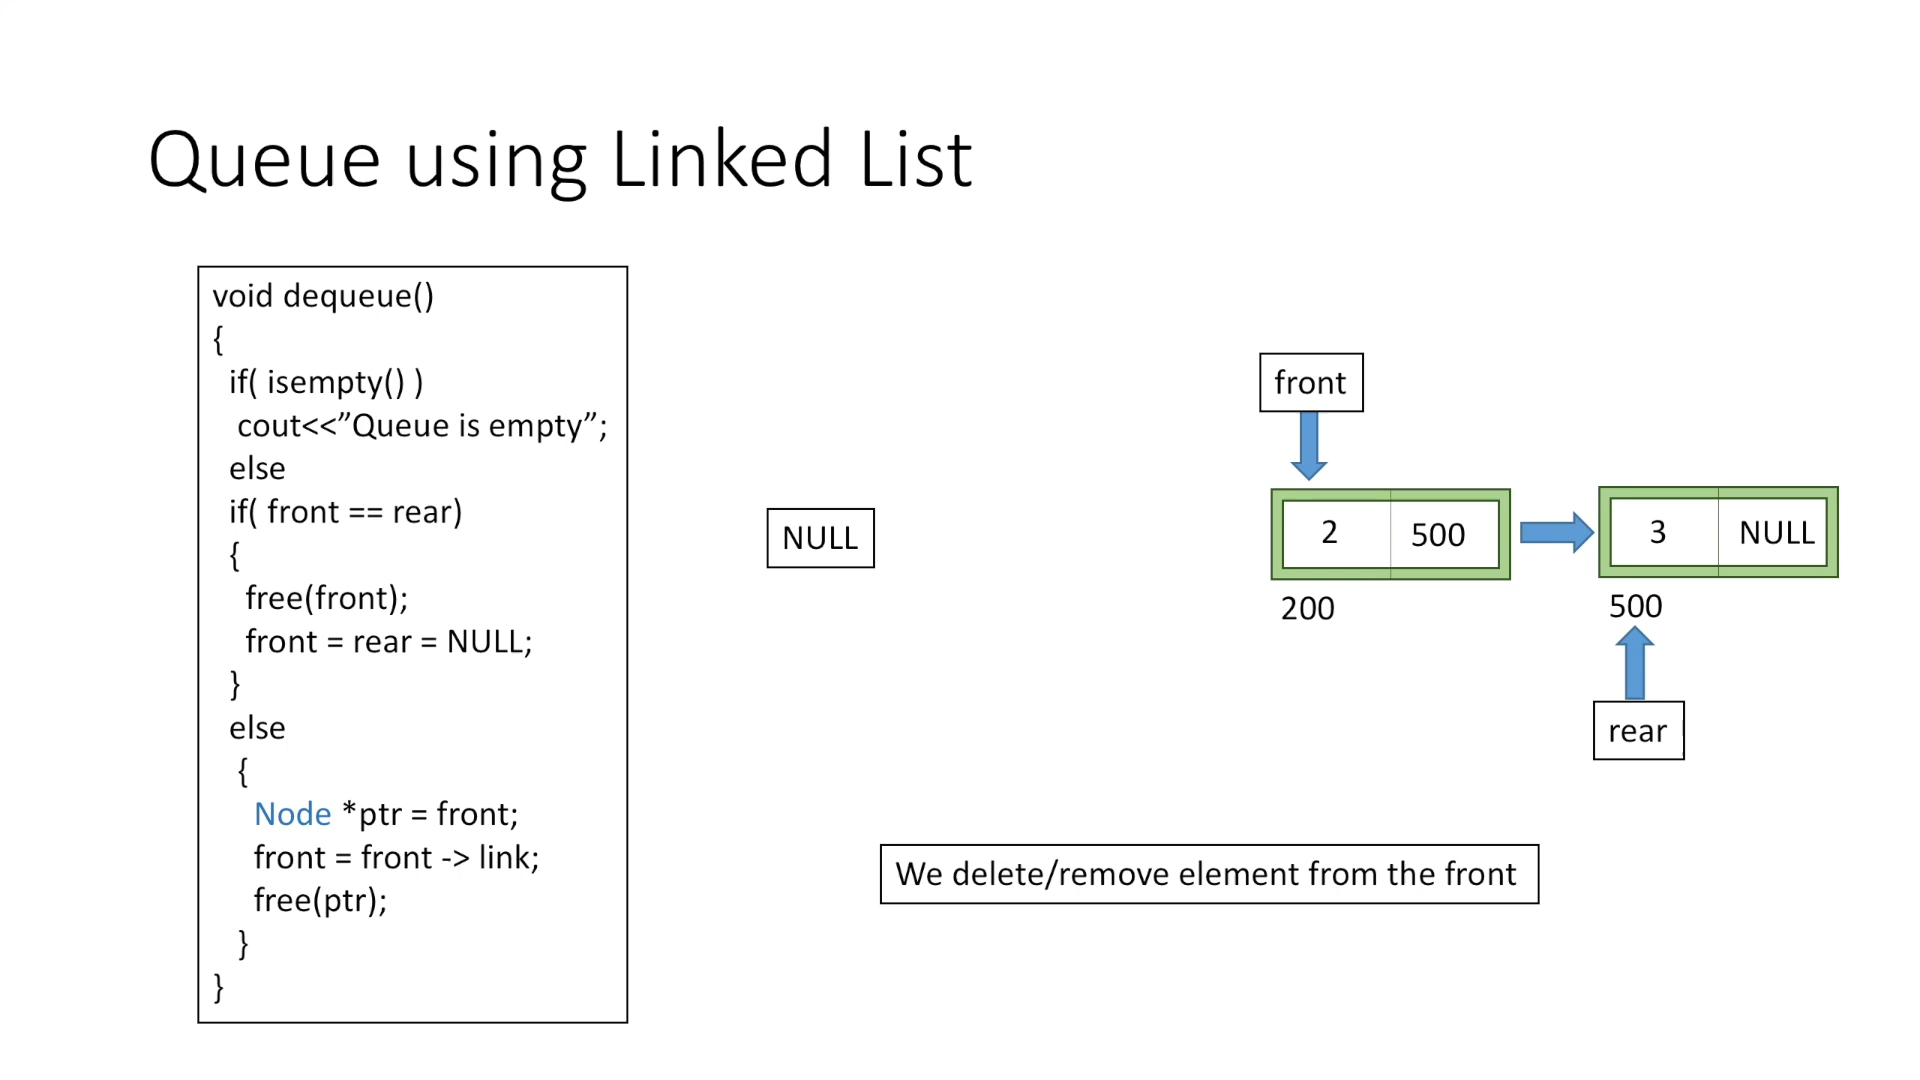 Queue using Linked List
void dequeue()
{
if( isempty() )
cout<<”Queue is empty”;
else
if( front == rear)
{
free(front);
front = rear = NULL;
}
else
{
Node *ptr = front;
front = front -> link;
free(ptr);
}
}
NULL
front
2 500
200
3 NULL
500
rear
We delete/remove element from the front